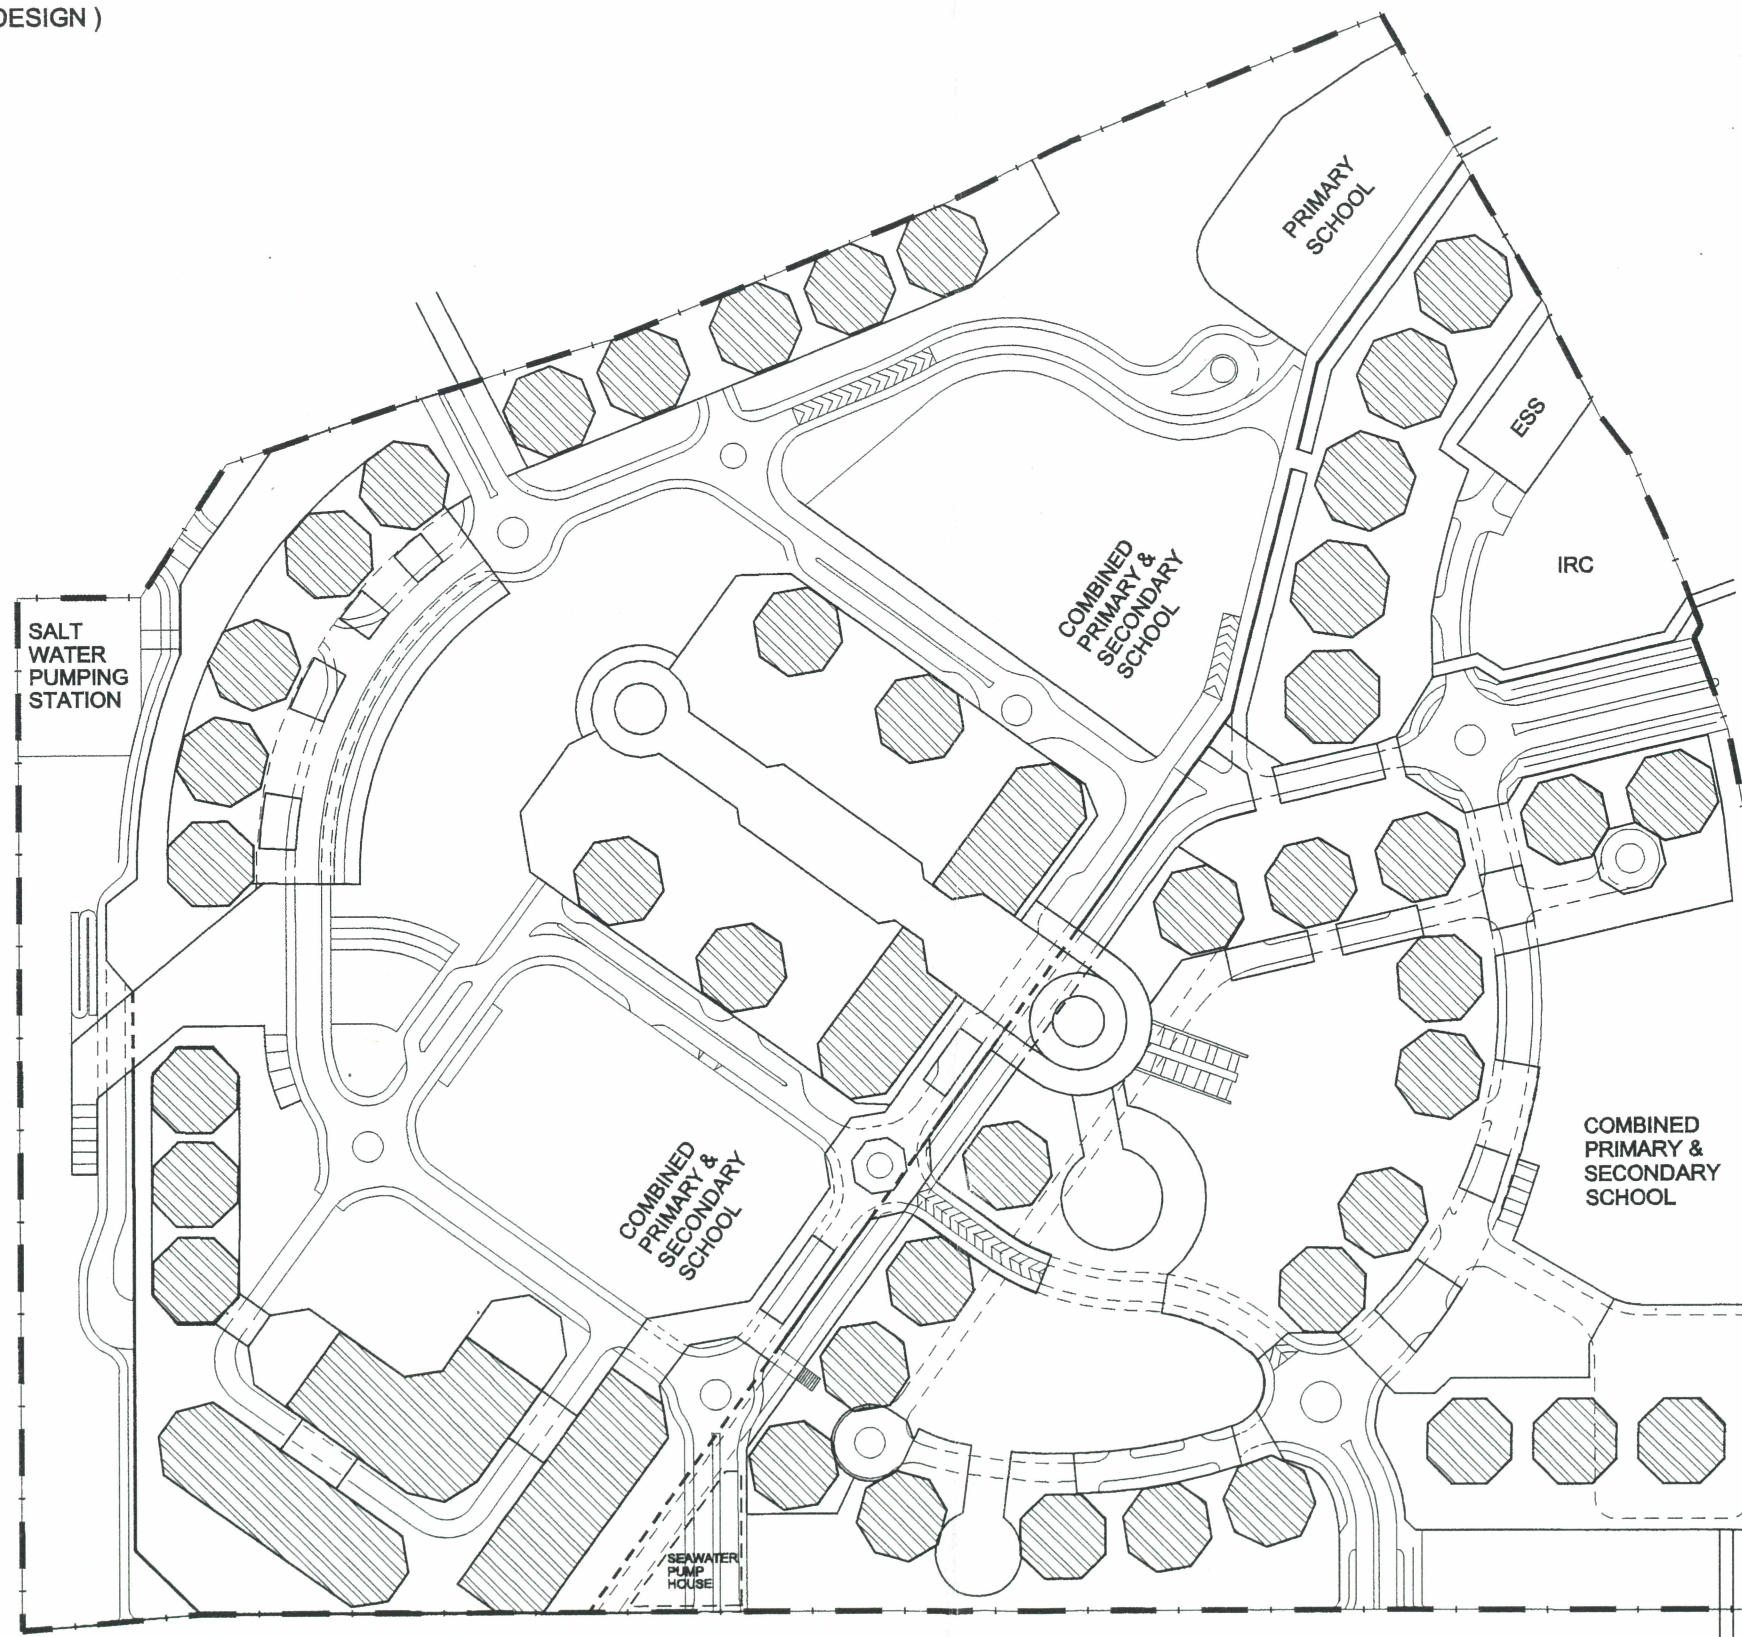 DESIGN )
PRIMARY
SCHOOL
ESS
IRC
COMBINED
PRIMARY &
SECONDARY
SCHOOL
SALT
WATER
PUMPING
STATION
COMBINED
PRIMARY &
SECONDARY
SCHOOL
COMBINED
PRIMARY &
SECONDARY
SCHOOL
SEAWATER
PUMP
HOUSE